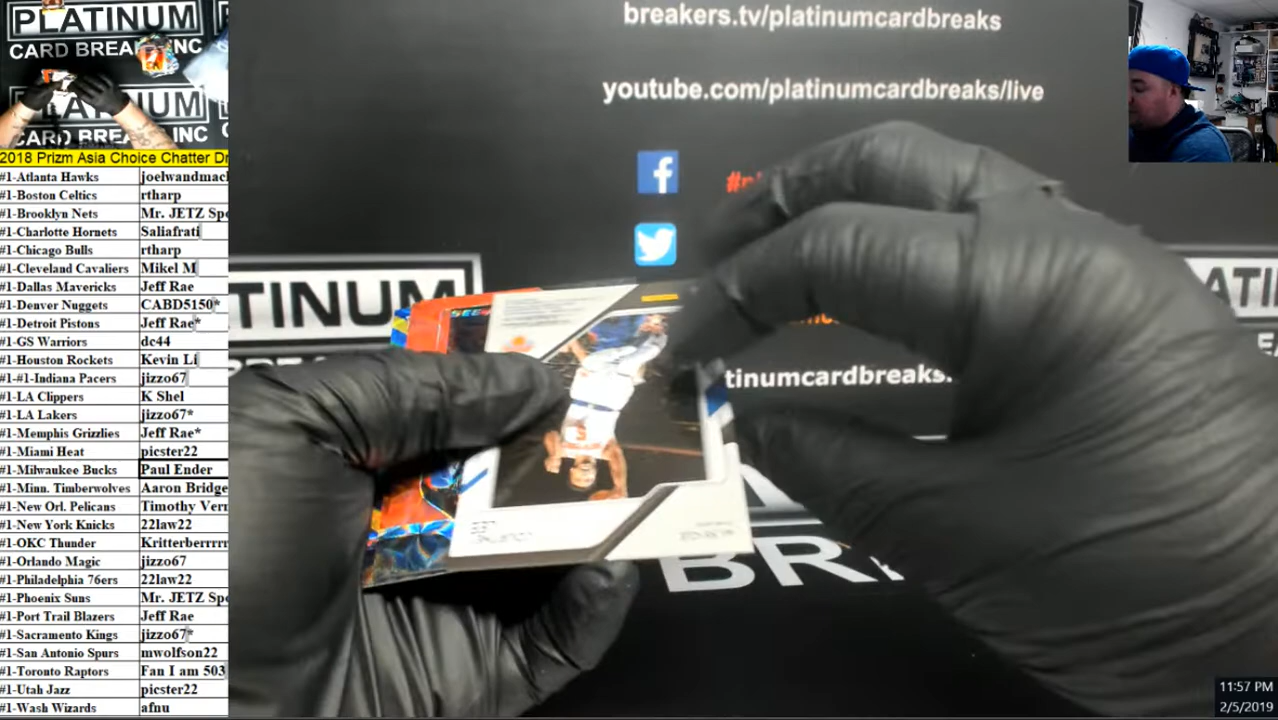 PLATINUM
CARD BREAKS INC
PLATINUM
CARD BREAKS INC
2018 Prizm Asia Choice Chatter Dr
#1-Atlanta Hawks joelwandmacl
#1-Boston Celtics rtharp
#1-Brooklyn Nets Mr. JETZ Spo
#1-Charlotte Hornets Saliafrati
#1-Chicago Bulls rtharp
#1-Cleveland Cavaliers Mikel M
#1-Dallas Mavericks Jeff Rae
#1-Denver Nuggets CABD5150*
#1-Detroit Pistons Jeff Rae*
#1-GS Warriors dc44
#1-Houston Rockets Kevin Li
#1-#1-Indiana Pacers jizzo67
#1-LA Clippers K Shel
#1-LA Lakers jizzo67*
#1-Memphis Grizzlies Jeff Rae*
#1-Miami Heat picster22
#1-Milwaukee Bucks Paul Ender
#1-Minn. Timberwolves Aaron Bridge
#1-New Orl. Pelicans Timothy Verr
#1-New York Knicks 22law22
#1-OKC Thunder Kritterberrrrr
#1-Orlando Magic jizzo67
#1-Philadelphia 76ers 22law22
#1-Phoenix Suns Mr. JETZ Spo
#1-Port Trail Blazers Jeff Rae
#1-Sacramento Kings jizzo67*
#1-San Antonio Spurs mwolfson22
#1-Toronto Raptors Fan I am 503
#1-Utah Jazz picster22
#1-Wash Wizards afnu
breakers.tv/platinumcardbreaks
youtube.com/platinumcardbreaks/live
ATINUM
tinumcardbreaks.
BR
11:57 PM
2/5/2019